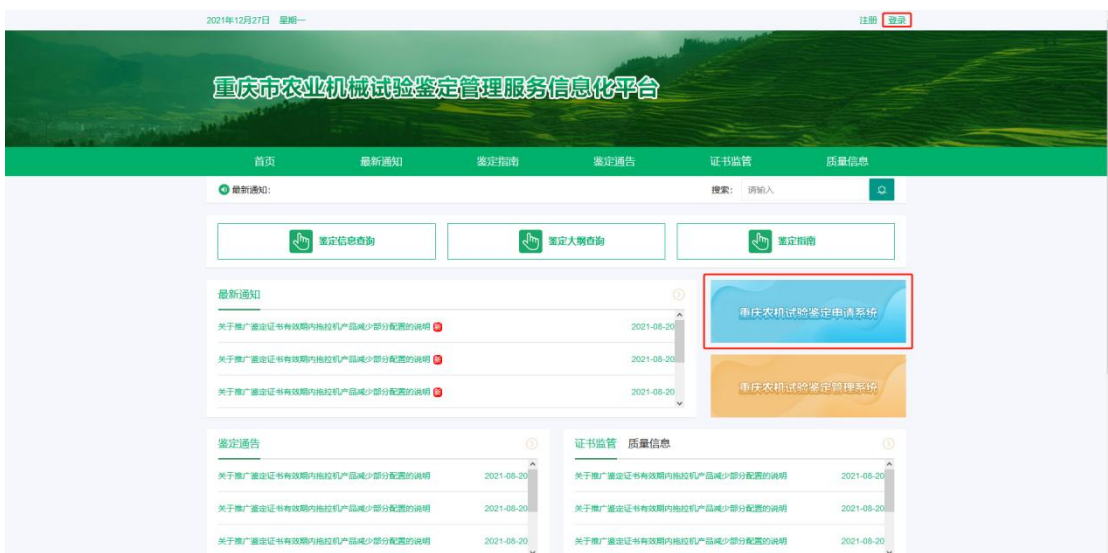 2021年12月27日 星期一 注册 登录
重庆市农业机械试验鉴定管理服务信息化平台
首页 最新通知 鉴定指南 鉴定通告 证书监管 质量信息
最新通知: 搜索: 请输入
鉴定信息查询 鉴定大纲查询 鉴定指南
最新通知
关于推广鉴定证书有效期内拖拉机产品减少部分配置的说明 新 2021-08-20
关于推广鉴定证书有效期内拖拉机产品减少部分配置的说明 新 2021-08-20
关于推广鉴定证书有效期内拖拉机产品减少部分配置的说明 新 2021-08-20
重庆农机试验鉴定申请系统
重庆农机试验鉴定管理系统
鉴定通告
关于推广鉴定证书有效期内拖拉机产品减少部分配置的说明 2021-08-20
关于推广鉴定证书有效期内拖拉机产品减少部分配置的说明 2021-08-20
关于推广鉴定证书有效期内拖拉机产品减少部分配置的说明 2021-08-20
证书监管 质量信息
关于推广鉴定证书有效期内拖拉机产品减少部分配置的说明 2021-08-20
关于推广鉴定证书有效期内拖拉机产品减少部分配置的说明 2021-08-20
关于推广鉴定证书有效期内拖拉机产品减少部分配置的说明 2021-08-20